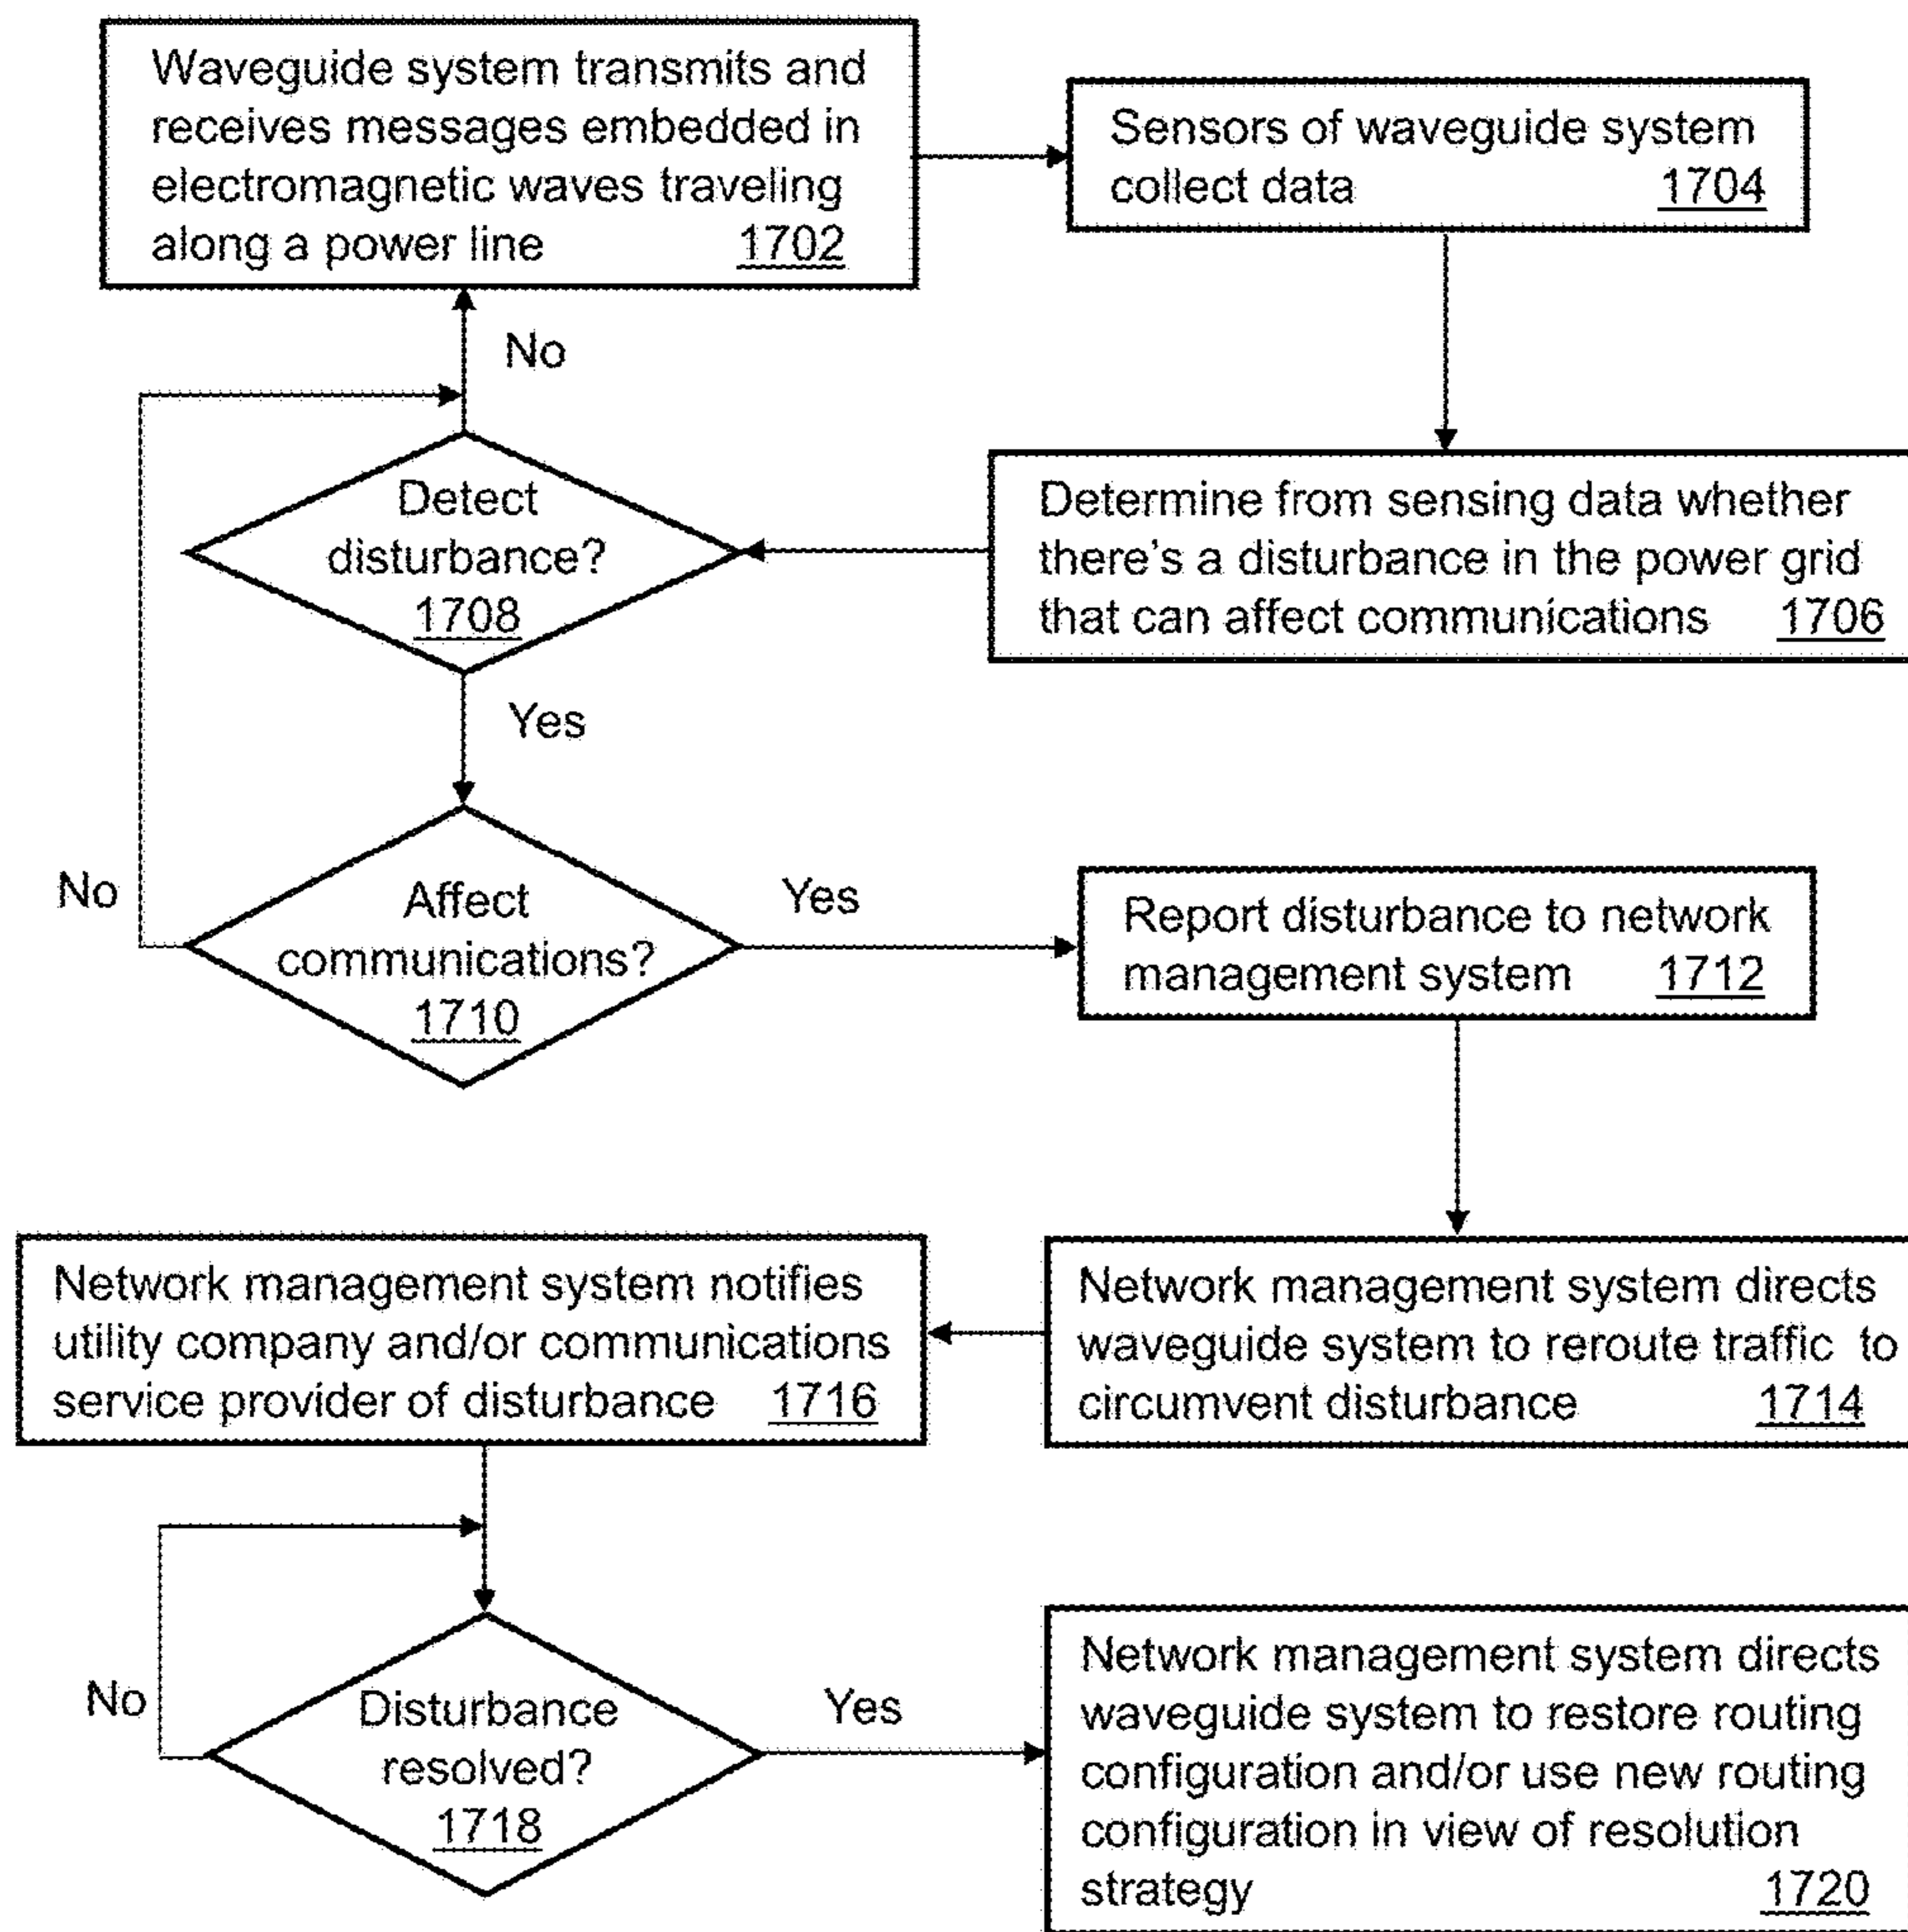 Waveguide system transmits and
receives messages embedded in
electromagnetic waves traveling
along a power line 1702
Sensors of waveguide system
collect data 1704
No
Detect
disturbance?
1708
Determine from sensing data whether
there's a disturbance in the power grid
that can affect communications 1706
Yes
No
Affect
communications?
1710
Yes
Report disturbance to network
management system 1712
Network management system directs
waveguide system to reroute traffic to
circumvent disturbance 1714
Network management system notifies
utility company and/or communications
service provider of disturbance 1716
No
Disturbance
resolved?
1718
Yes
Network management system directs
waveguide system to restore routing
configuration and/or use new routing
configuration in view of resolution
strategy 1720